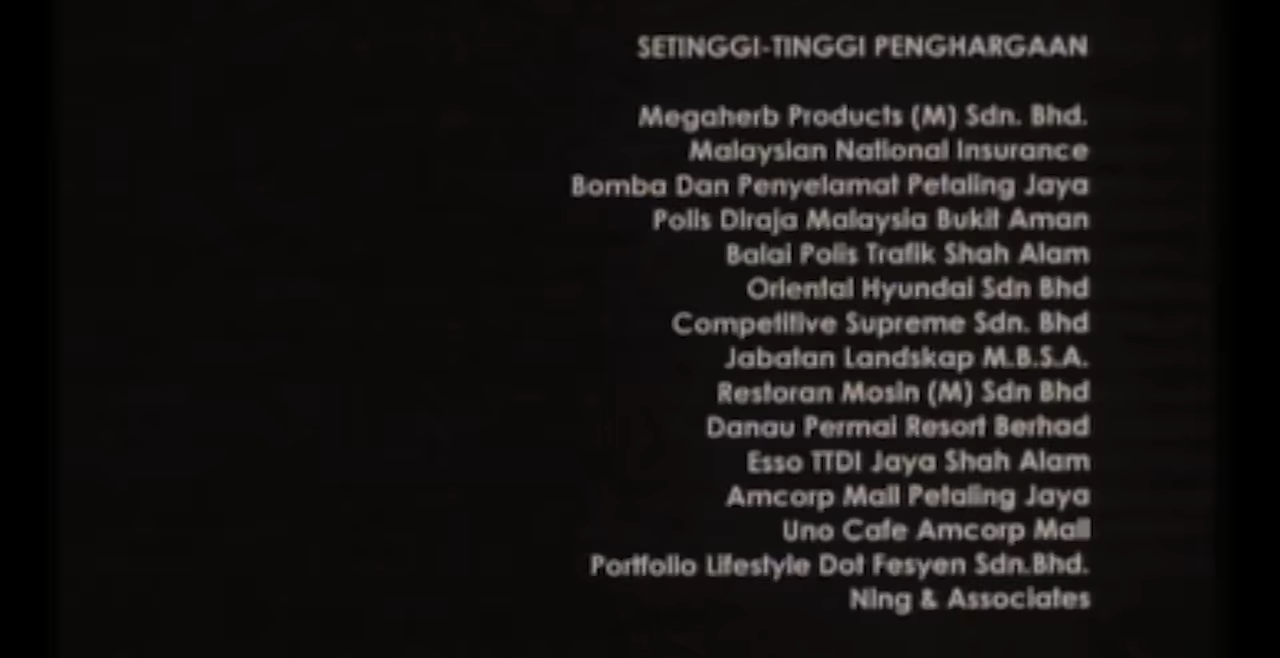 SETINGGI-TINGGI PENGHARGAAN
Megaherb Products (M) Sdn. Bhd.
Malaysian National Insurance
Bomba Dan Penyelamat Petaling Jaya
Polis Diraja Malaysia Bukit Aman
Balai Polis Trafik Shah Alam
Oriental Hyundai Sdn Bhd
Competitive Supreme Sdn. Bhd
Jabatan Landskap M.B.S.A.
Restoran Mosin (M) Sdn Bhd
Danau Permai Resort Berhad
Esso TTDI Jaya Shah Alam
Amcorp Mall Petaling Jaya
Uno Cafe Amcorp Mall
Portfolio Lifestyle Dot Fesyen Sdn.Bhd.
Ning & Associates